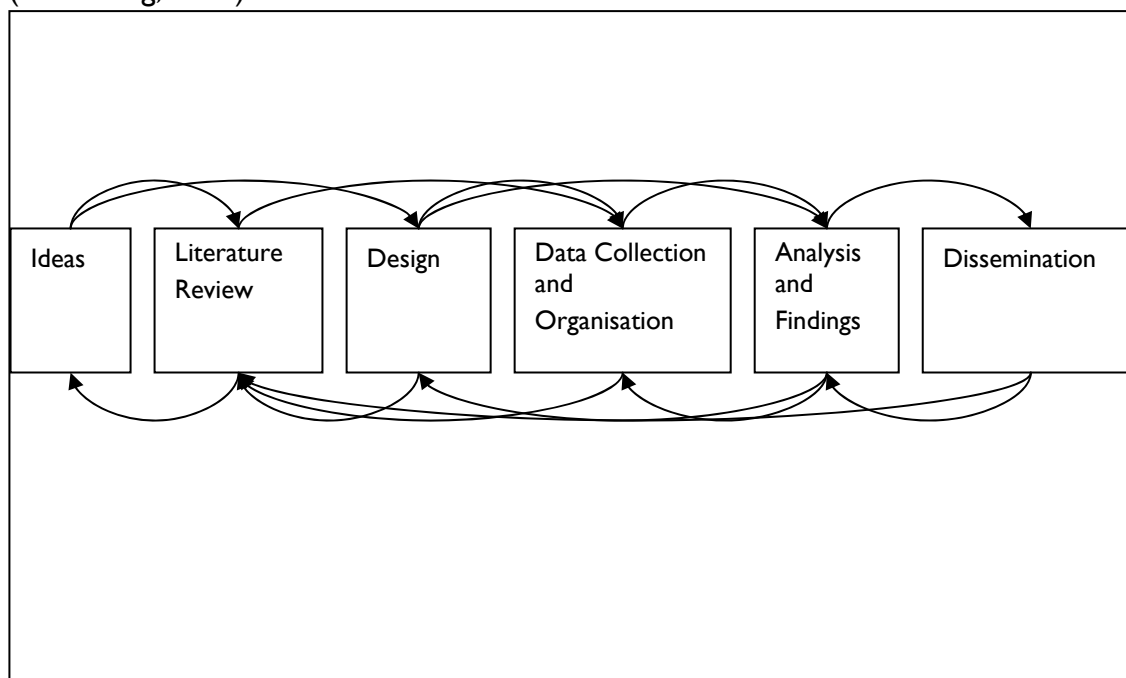 Ideas
Literature
Review
Design
Data Collection
and
Organisation
Analysis
and
Findings
Dissemination